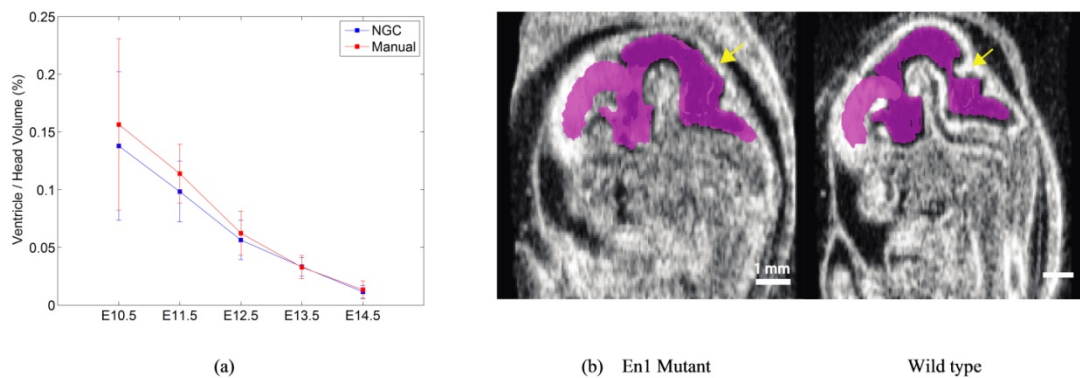 0.25
0.2
0.15
0.1
0.05
0
Ventricle / Head Volume (%)
NGC
Manual
E10.5 E11.5 E12.5 E13.5 E14.5
1 mm
(a)
(b) En1 Mutant Wild type